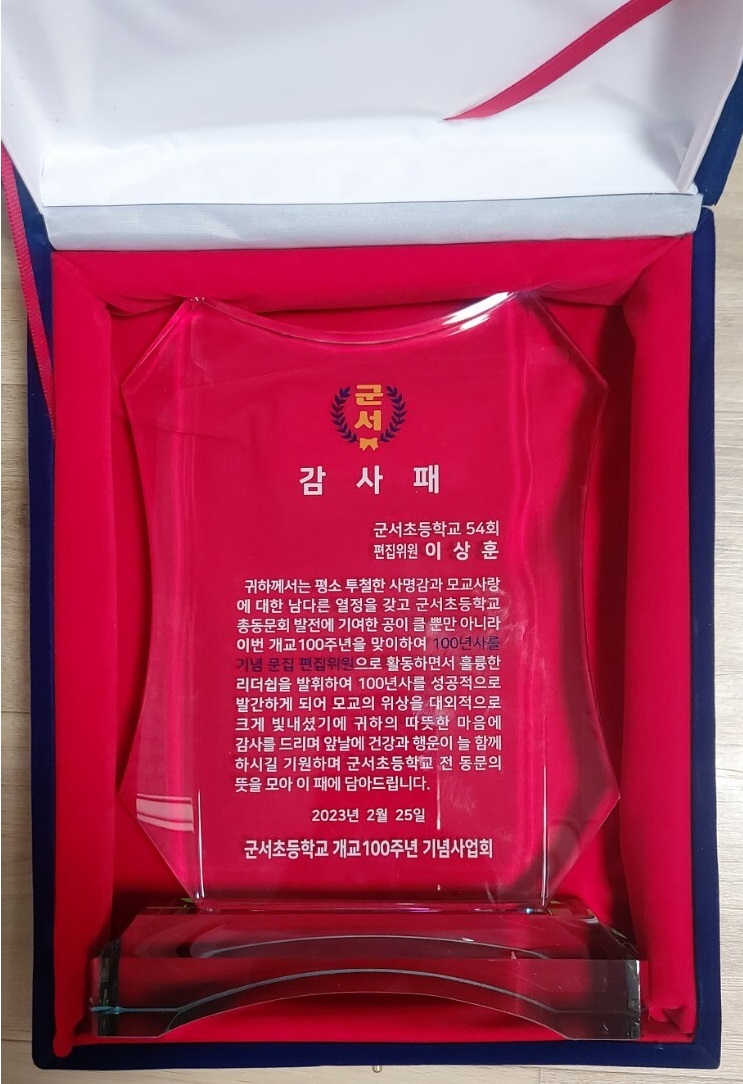 군서
감 사 패
군서초등학교 54회
편집위원 이 상 훈
귀하께서는 평소 투철한 사명감과 모교사랑
에 대한 남다른 열정을 갖고 군서초등학교
총동문회 발전에 기여한 공이 클 뿐만 아니라
이번 개교100주년을 맞이하여 100년사를
기념 문집 편집위원으로 활동하면서 훌륭한
리더쉽을 발휘하여 100년사를 성공적으로
발간하게 되어 모교의 위상을 대외적으로
크게 빛내셨기에 귀하의 따뜻한 마음에
감사를 드리며 앞날에 건강과 행운이 늘 함께
하시길 기원하며 군서초등학교 전 동문의
뜻을 모아 이 패에 담아드립니다.
2023년 2월 25일
군서초등학교 개교100주년 기념사업회